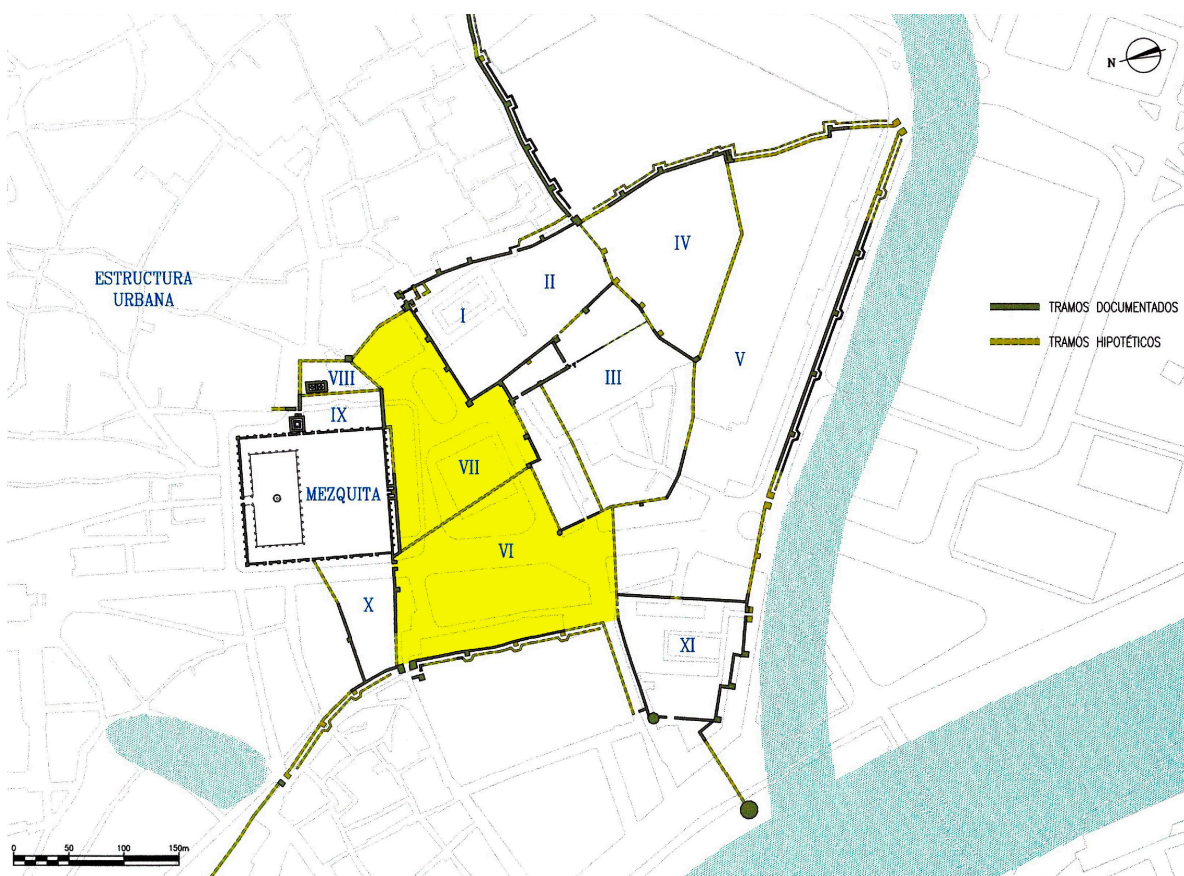 N
ESTRUCTURA
URBANA
IV
II
I
TRAMOS DOCUMENTADOS
TRAMOS HIPOTÉTICOS
V
VIII
III
IX
VII
MEZQUITA
VI
X
XI
0 50 100 150m